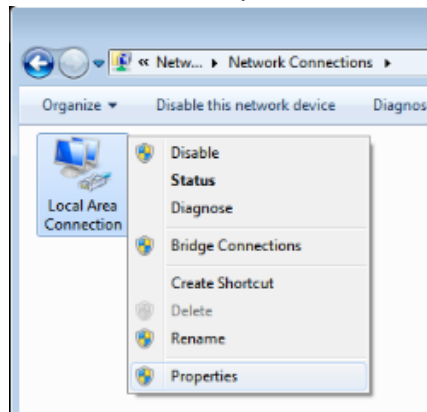 « Netw... ▸ Network Connections ▸
Organize ▾ Disable this network device Diagnos
Local Area
Connection
Disable
Status
Diagnose
Bridge Connections
Create Shortcut
Delete
Rename
Properties